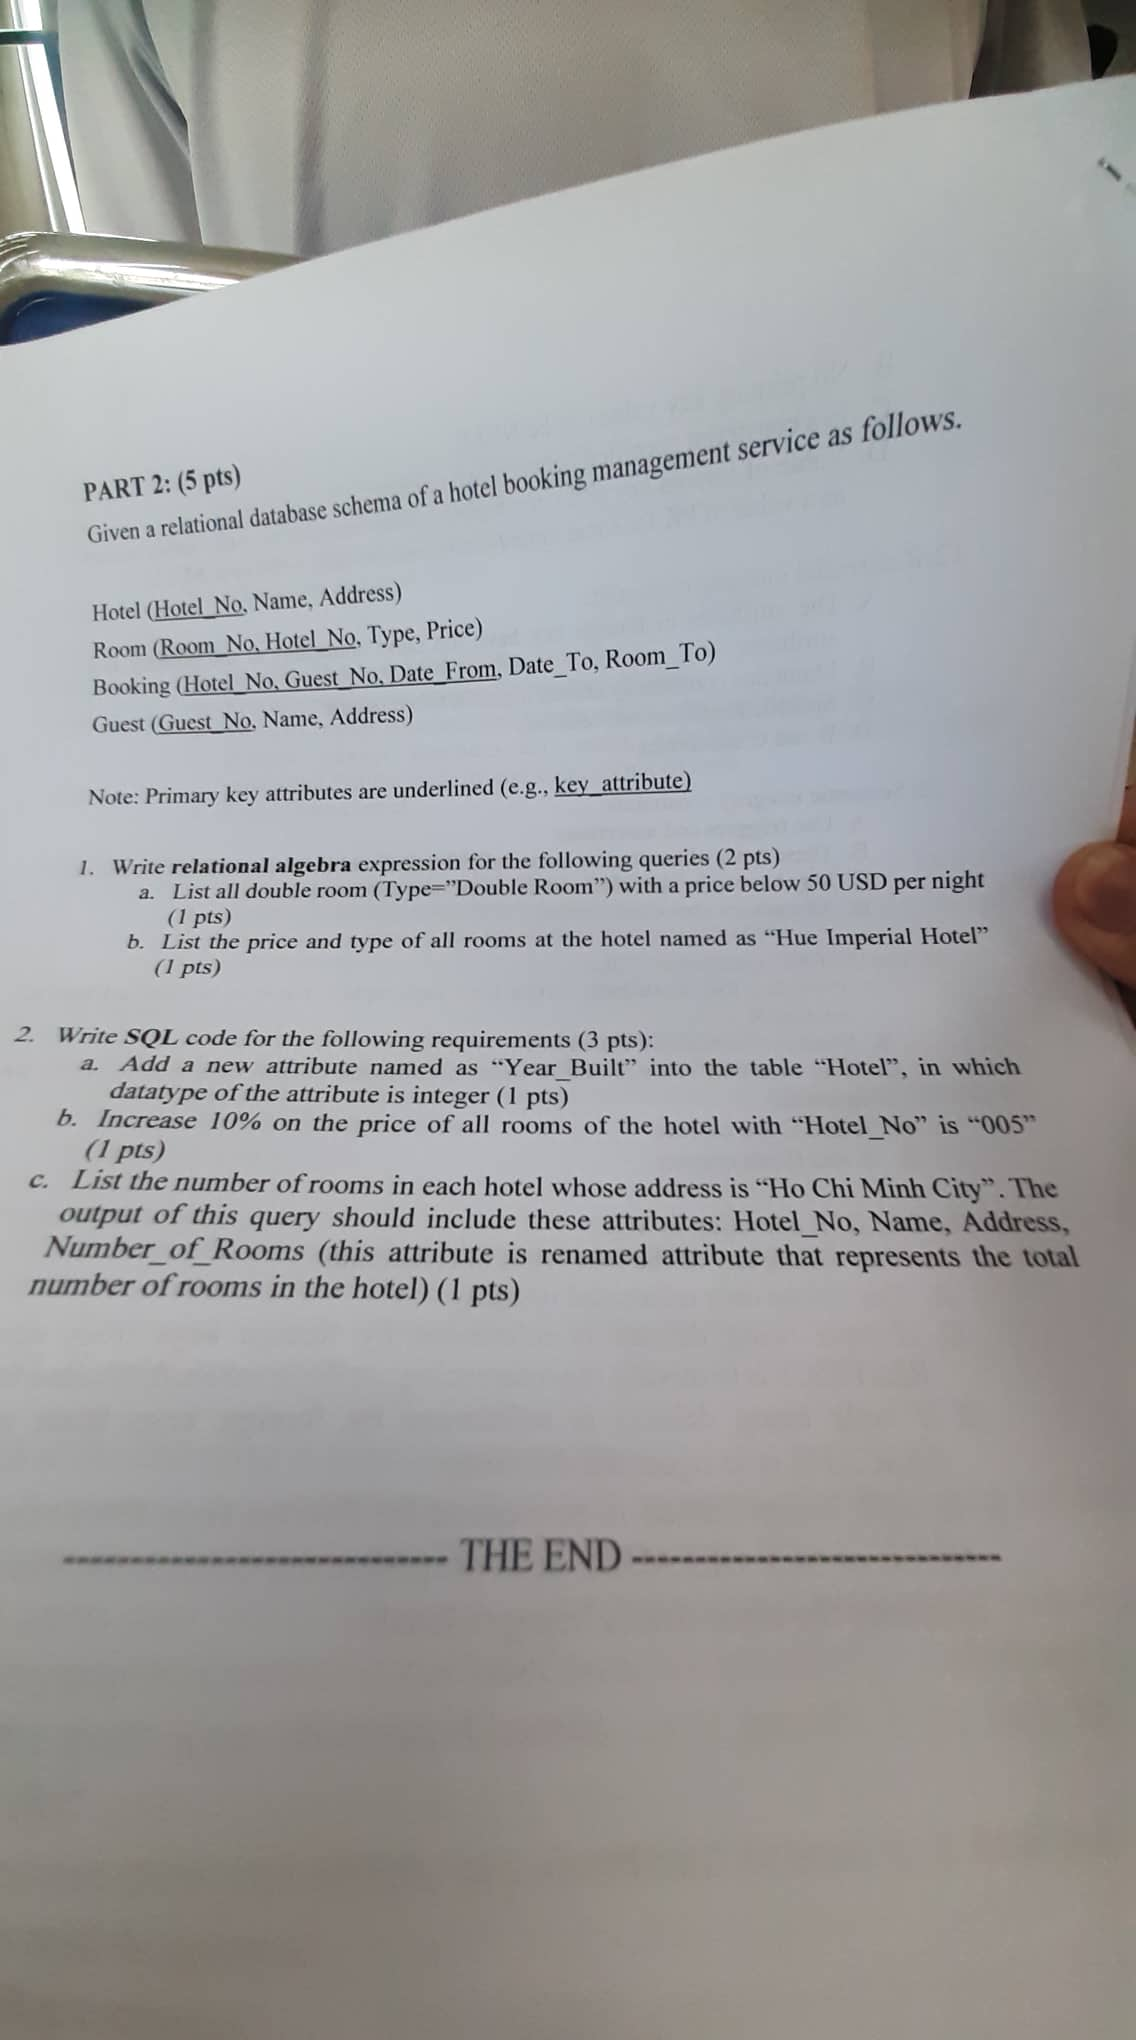 PART 2: (5 pts)
Given a relational database schema of a hotel booking management service as follows.
Hotel (Hotel_No, Name, Address)
Room (Room_No, Hotel_No, Type, Price)
Booking (Hotel_No, Guest_No, Date_From, Date_To, Room_To)
Guest (Guest_No, Name, Address)
Note: Primary key attributes are underlined (e.g., key_attribute)
1. Write relational algebra expression for the following queries (2 pts)
a. List all double room (Type=”Double Room”) with a price below 50 USD per night
(1 pts)
b. List the price and type of all rooms at the hotel named as “Hue Imperial Hotel”
(1 pts)
2. Write SQL code for the following requirements (3 pts):
a. Add a new attribute named as “Year_Built” into the table “Hotel”, in which
datatype of the attribute is integer (1 pts)
b. Increase 10% on the price of all rooms of the hotel with “Hotel_No” is “005”
(1 pts)
c. List the number of rooms in each hotel whose address is “Ho Chi Minh City”. The
output of this query should include these attributes: Hotel_No, Name, Address,
Number_of_Rooms (this attribute is renamed attribute that represents the total
number of rooms in the hotel) (1 pts)
------------------------------ THE END ------------------------------